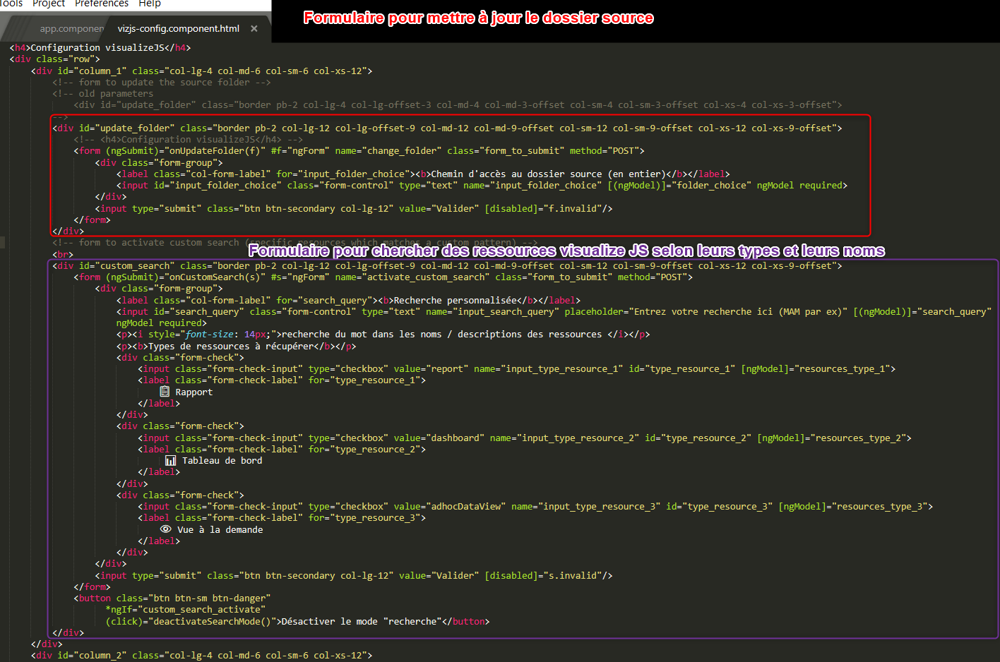 Tools Project Preferences Help
Formulaire pour mettre à jour le dossier source
app.componen vizjs-config.component.html ×
<h4>Configuration visualizeJS</h4>
<div class="row">
<div id="column_1" class="col-lg-4 col-md-6 col-sm-6 col-xs-12">
<!-- form to update the source folder -->
<!-- old parameters
<div id="update_folder" class="border pb-2 col-lg-4 col-lg-offset-3 col-md-4 col-md-3-offset col-sm-4 col-sm-3-offset col-xs-4 col-xs-3-offset">
-->
<div id="update_folder" class="border pb-2 col-lg-12 col-lg-offset-9 col-md-12 col-md-9-offset col-sm-12 col-sm-9-offset col-xs-12 col-xs-9-offset">
<!-- <h4>Configuration visualizeJS</h4> -->
<form (ngSubmit)="onUpdateFolder(f)" #f="ngForm" name="change_folder" class="form_to_submit" method="POST">
<div class="form-group">
<label class="col-form-label" for="input_folder_choice"><b>Chemin d'accès au dossier source (en entier)</b></label>
<input id="input_folder_choice" class="form-control" type="text" name="input_folder_choice" [(ngModel)]="folder_choice" ngModel required>
</div>
<input type="submit" class="btn btn-secondary col-lg-12" value="Valider" [disabled]="f.invalid"/>
</form>
</div>
<!-- form to activate custom search (specific resources which matches a custom pattern) -->
Formulaire pour chercher des ressources visualize JS selon leurs types et leurs noms
<br>
<div id="custom_search" class="border pb-2 col-lg-12 col-lg-offset-9 col-md-12 col-md-9-offset col-sm-12 col-sm-9-offset col-xs-12 col-xs-9-offset">
<form (ngSubmit)="onCustomSearch(s)" #s="ngForm" name="activate_custom_search" class="form_to_submit" method="POST">
<div class="form-group">
<label class="col-form-label" for="search_query"><b>Recherche personnalisée</b></label>
<input id="search_query" class="form-control" type="text" name="input_search_query" placeholder="Entrez votre recherche ici (MAM par ex)" [(ngModel)]="search_query"
ngModel required>
<p><i style="font-size: 14px;">recherche du mot dans les noms / descriptions des ressources </i></p>
<p><b>Types de ressources à récupérer</b></p>
<div class="form-check">
<input class="form-check-input" type="checkbox" value="report" name="input_type_resource_1" id="type_resource_1" [ngModel]="resources_type_1">
<label class="form-check-label" for="type_resource_1">
📋 Rapport
</label>
</div>
<div class="form-check">
<input class="form-check-input" type="checkbox" value="dashboard" name="input_type_resource_2" id="type_resource_2" [ngModel]="resources_type_2">
<label class="form-check-label" for="type_resource_2">
📊 Tableau de bord
</label>
</div>
<div class="form-check">
<input class="form-check-input" type="checkbox" value="adhocDataView" name="input_type_resource_3" id="type_resource_3" [ngModel]="resources_type_3">
<label class="form-check-label" for="type_resource_3">
👁 Vue à la demande
</label>
</div>
</div>
<input type="submit" class="btn btn-secondary col-lg-12" value="Valider" [disabled]="s.invalid"/>
</form>
<button class="btn btn-sm btn-danger"
*ngIf="custom_search_activate"
(click)="deactivateSearchMode()">Désactiver le mode "recherche"</button>
</div>
</div>
<div id="column_2" class="col-lg-4 col-md-6 col-sm-6 col-xs-12">